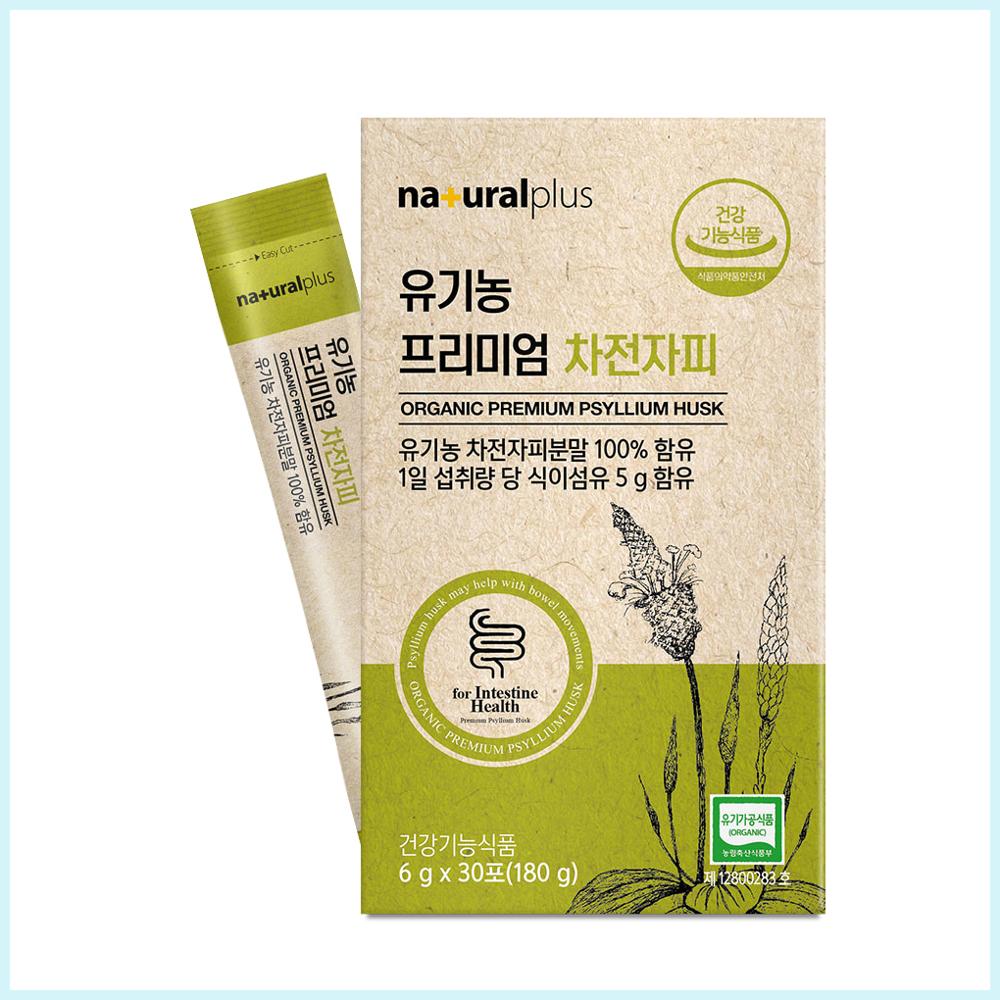 naturalplus
건강
기능식품
식품의약품안전처
유기농
프리미엄 차전자피
ORGANIC PREMIUM PSYLLIUM HUSK
유기농 차전자피분말 100% 함유
1일 섭취량 당 식이섬유 5 g 함유
Psyllium husk may help with bowel movements
for Intestine
Health
Premium Psyllium Husk
ORGANIC PREMIUM PSYLLIUM HUSK
건강기능식품
6 g x 30포(180 g)
유기가공식품
(ORGANIC)
농림축산식품부
제 12800283 호
Easy Cut
naturalplus
유기농
프리미엄 차전자피
ORGANIC PREMIUM PSYLLIUM HUSK
유기농 차전자피분말 100% 함유